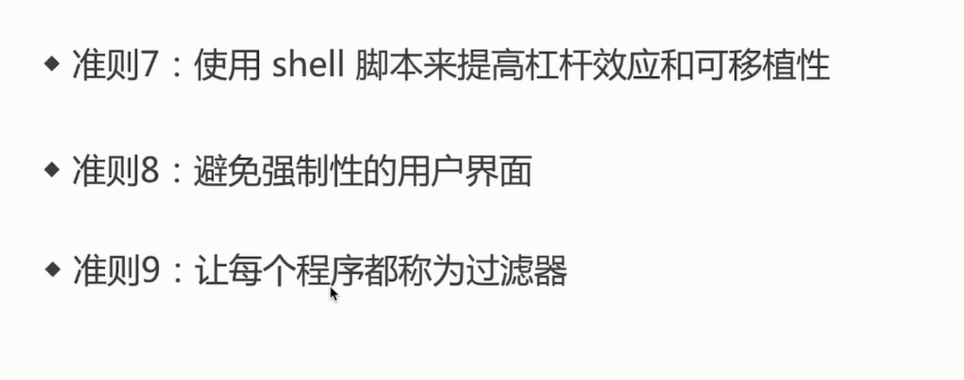 ◆ 准则7：使用 shell 脚本来提高杠杆效应和可移植性
◆ 准则8：避免强制性的用户界面
◆ 准则9：让每个程序都称为过滤器